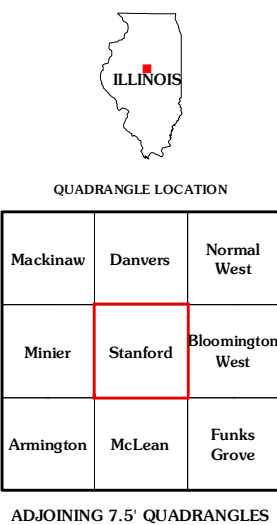 ILLINOIS
QUADRANGLE LOCATION
Mackinaw
Danvers
Normal
West
Minier
Stanford
Bloomington
West
Armington
McLean
Funks
Grove
ADJOINING 7.5' QUADRANGLES